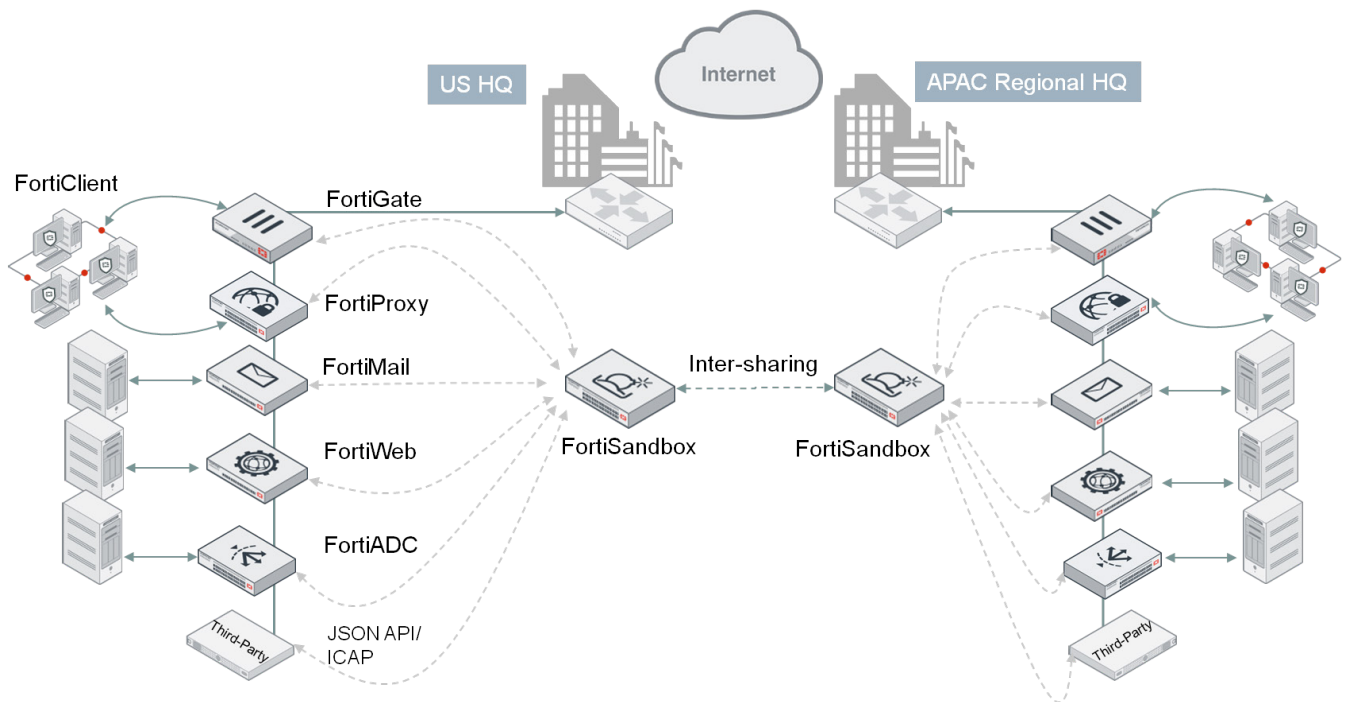 Internet
US HQ
APAC Regional HQ
FortiClient
FortiGate
FortiProxy
FortiMail
Inter-sharing
FortiWeb
FortiSandbox
FortiSandbox
FortiADC
Third-Party
JSON API/
ICAP
Third-Party